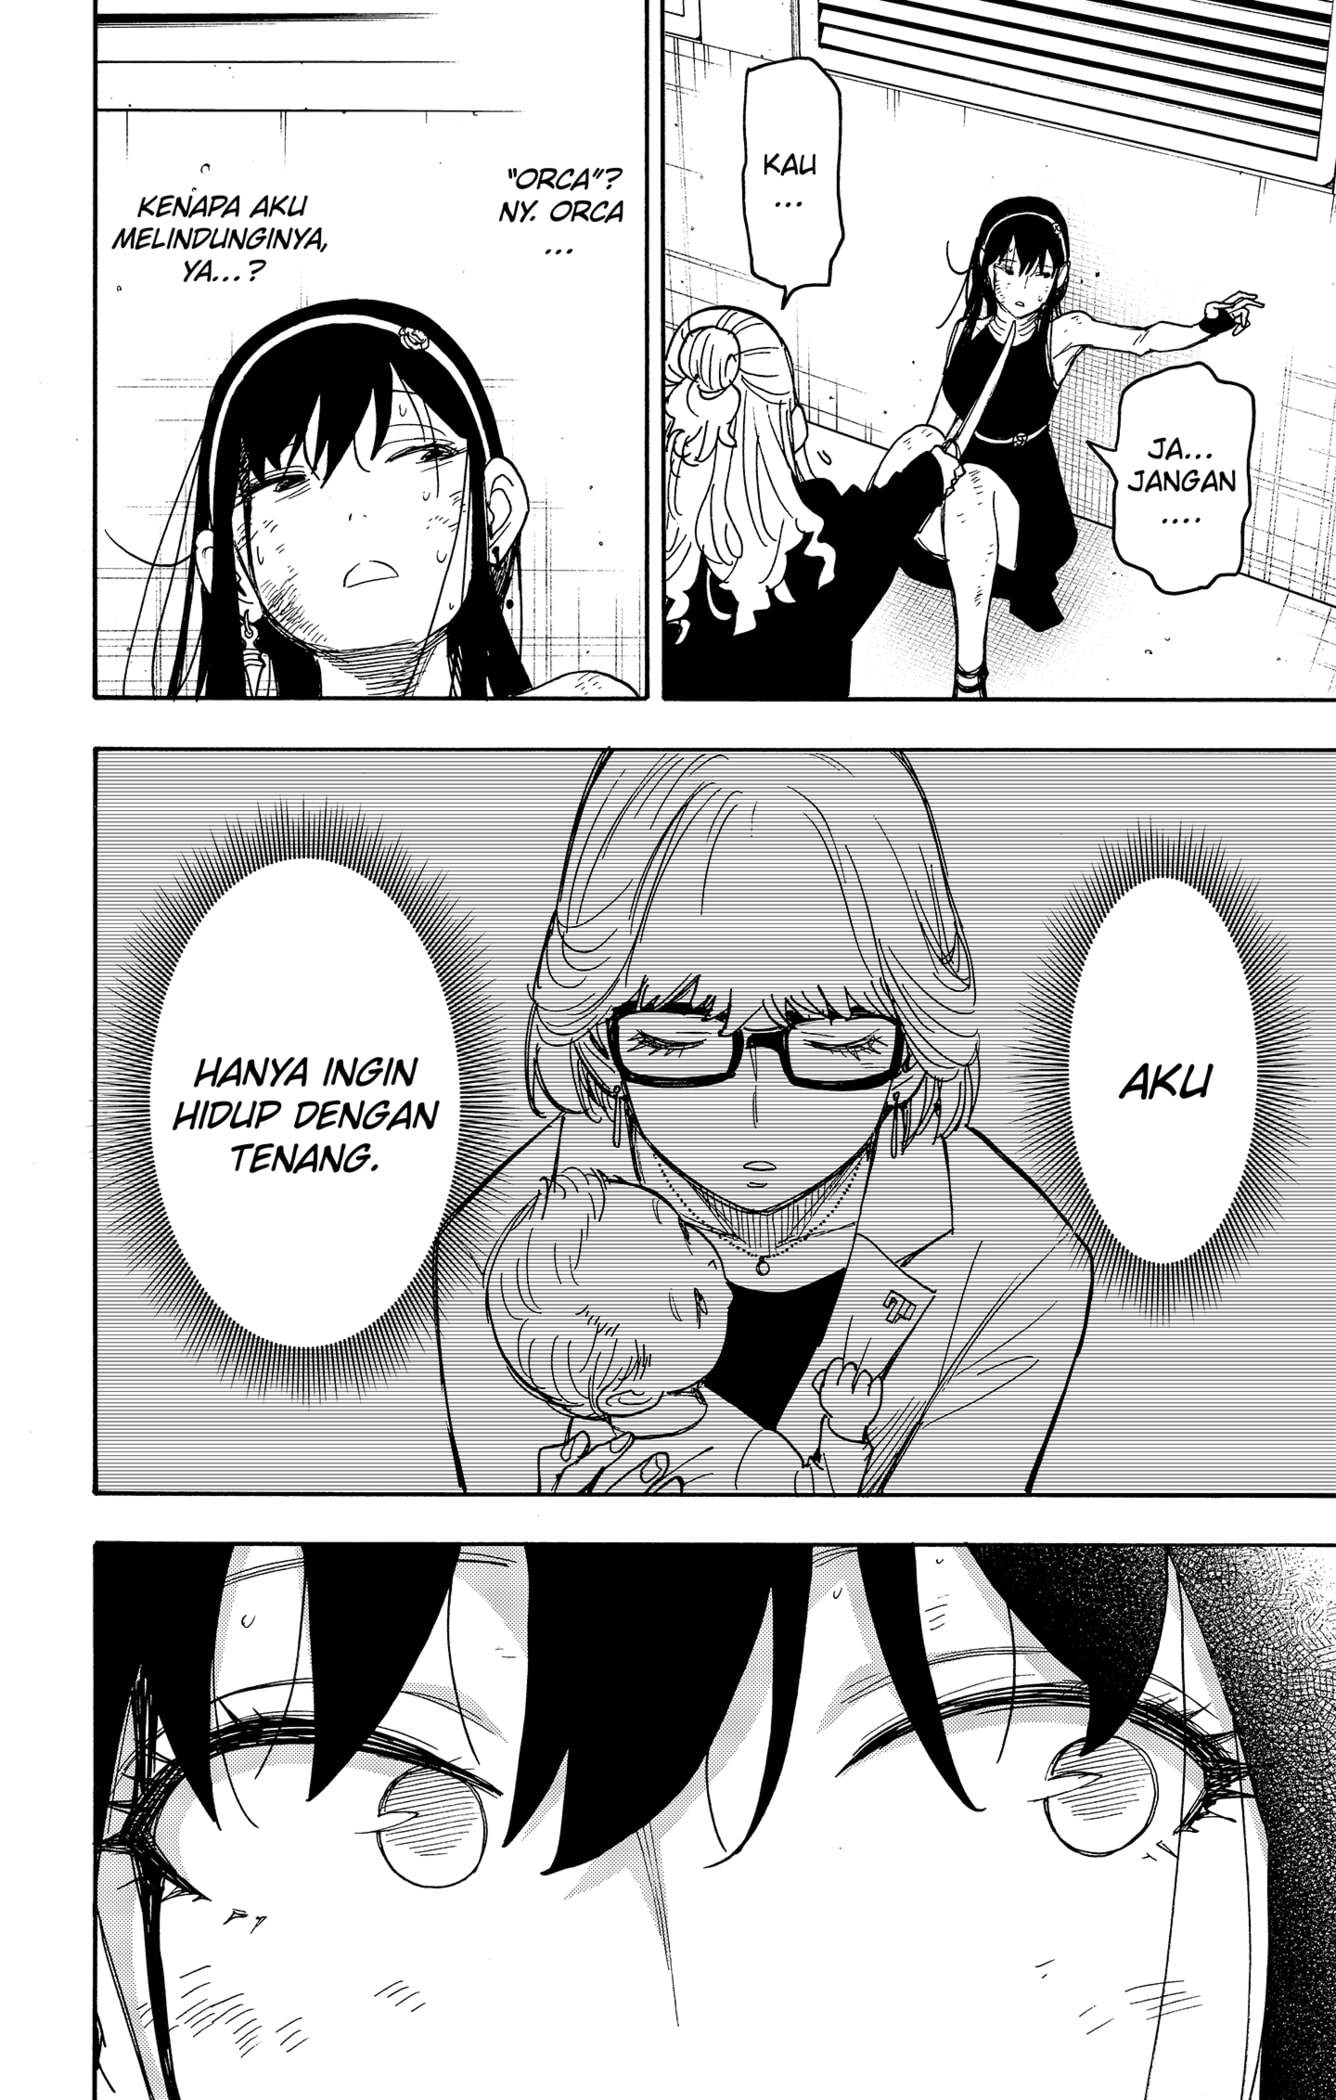 KAU
...
JA...
JANGAN
....
"ORCA"?
NY. ORCA
...
KENAPA AKU
MELINDUNGINYA,
YA...?
AKU
HANYA INGIN
HIDUP DENGAN
TENANG.